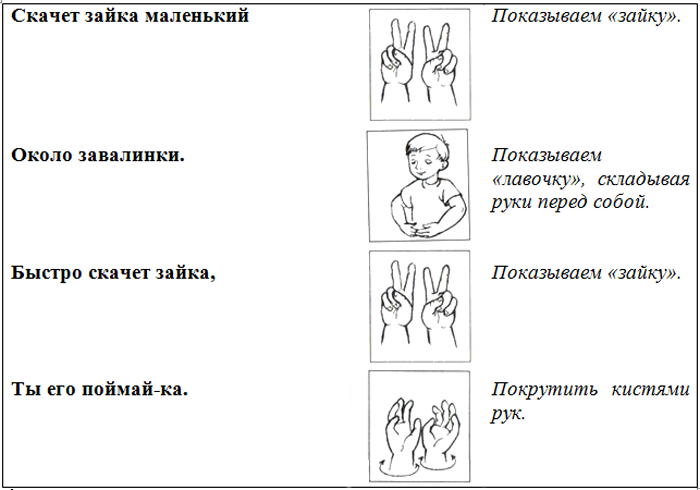 Скачет зайка маленький
Показываем «зайку».
Около завалинки.
Показываем
«лавочку», складывая
руки перед собой.
Быстро скачет зайка,
Показываем «зайку».
Ты его поймай-ка.
Покрутить кистями
рук.